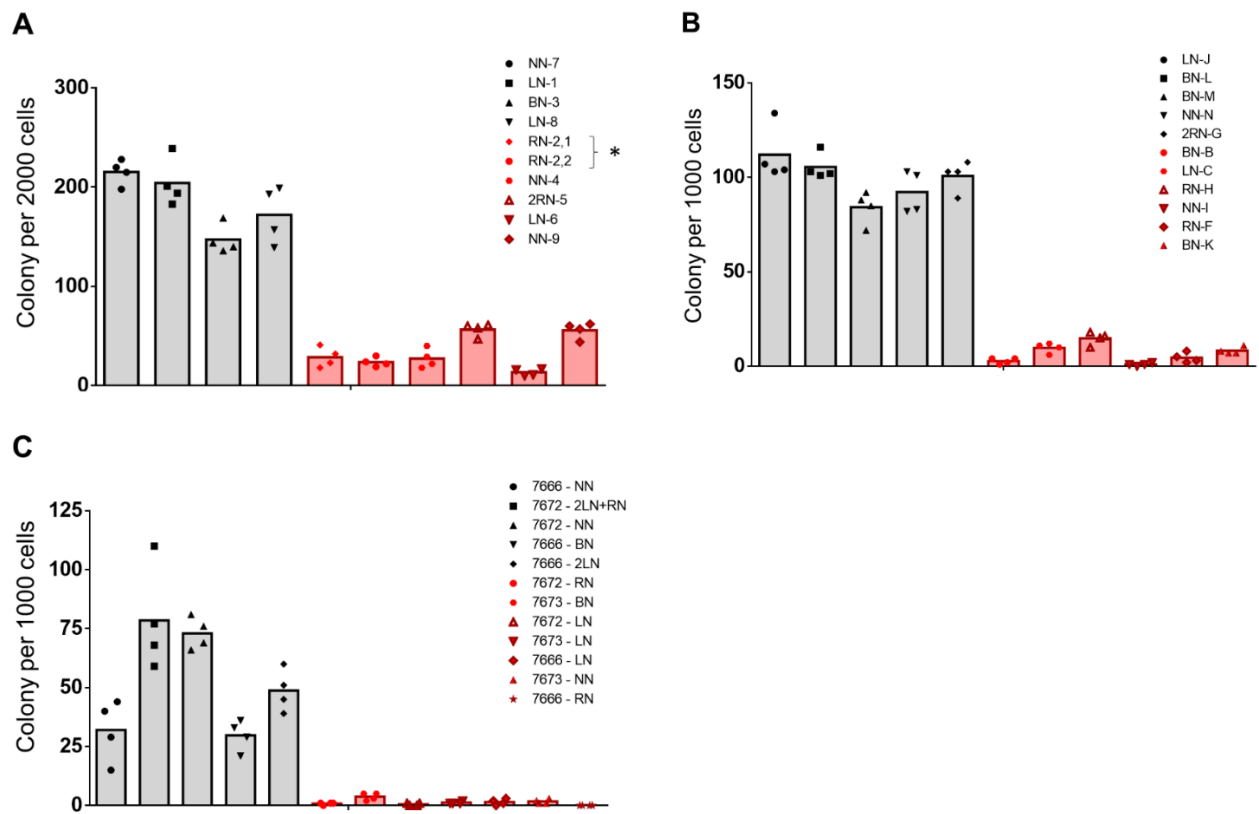 A
Colony per 2000 cells
300
200
100
0
NN-7
LN-1
BN-3
LN-8
RN-2,1
RN-2,2
*
NN-4
2RN-5
LN-6
NN-9
B
Colony per 1000 cells
150
100
50
0
LN-J
BN-L
BN-M
NN-N
2RN-G
BN-B
LN-C
RN-H
NN-I
RN-F
BN-K
C
Colony per 1000 cells
125
100
75
50
25
0
7666 - NN
7672 - 2LN+RN
7672 - NN
7666 - BN
7666 - 2LN
7672 - RN
7673 - BN
7672 - LN
7673 - LN
7666 - LN
7673 - NN
7666 - RN